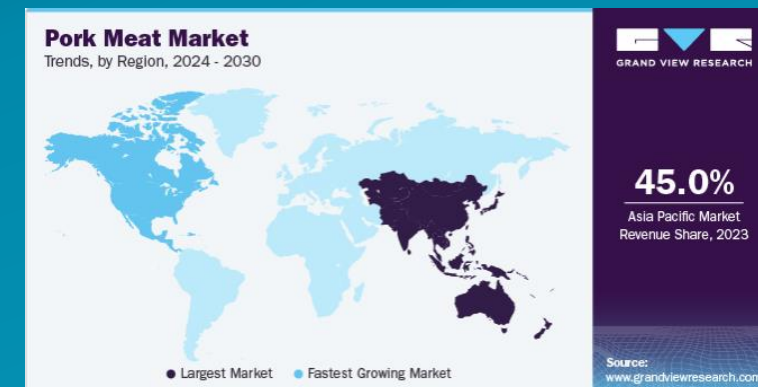 Pork Meat Market
Trends, by Region, 2024 - 2030
GRAND VIEW RESEARCH
45.0%
Asia Pacific Market
Revenue Share, 2023
● Largest Market ● Fastest Growing Market
Source:
www.grandviewresearch.com